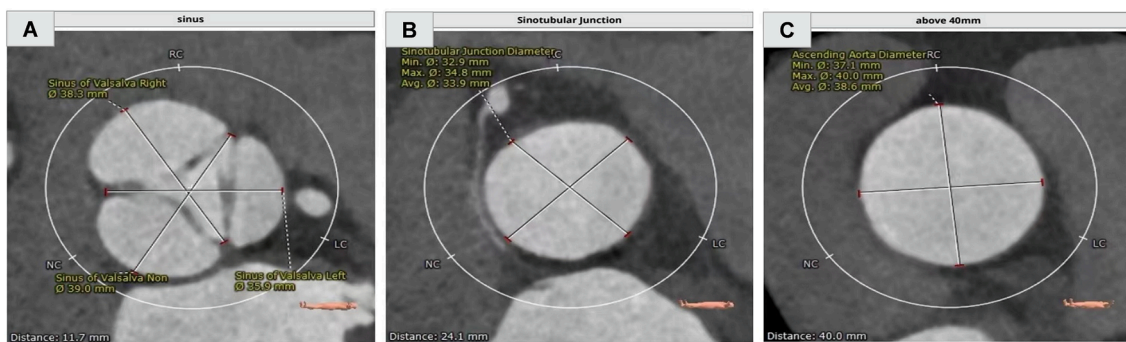 A
sinus
RC
Sinus of Valsalva Right
Ø 38.3 mm
LC
NC
Sinus of Valsalva Non
Ø 39.0 mm
Sinus of Valsalva Left
Ø 35.9 mm
Distance: 11.7 mm
B
Sinotubular Junction
Sinotubular Junction Diameter
RC
Min. Ø: 32.9 mm
Max. Ø: 34.8 mm
Avg. Ø: 33.9 mm
LC
NC
Distance: 24.1 mm
C
above 40mm
Ascending Aorta Diameter
RC
Min. Ø: 37.1 mm
Max. Ø: 40.0 mm
Avg. Ø: 38.6 mm
LC
NC
Distance: 40.0 mm